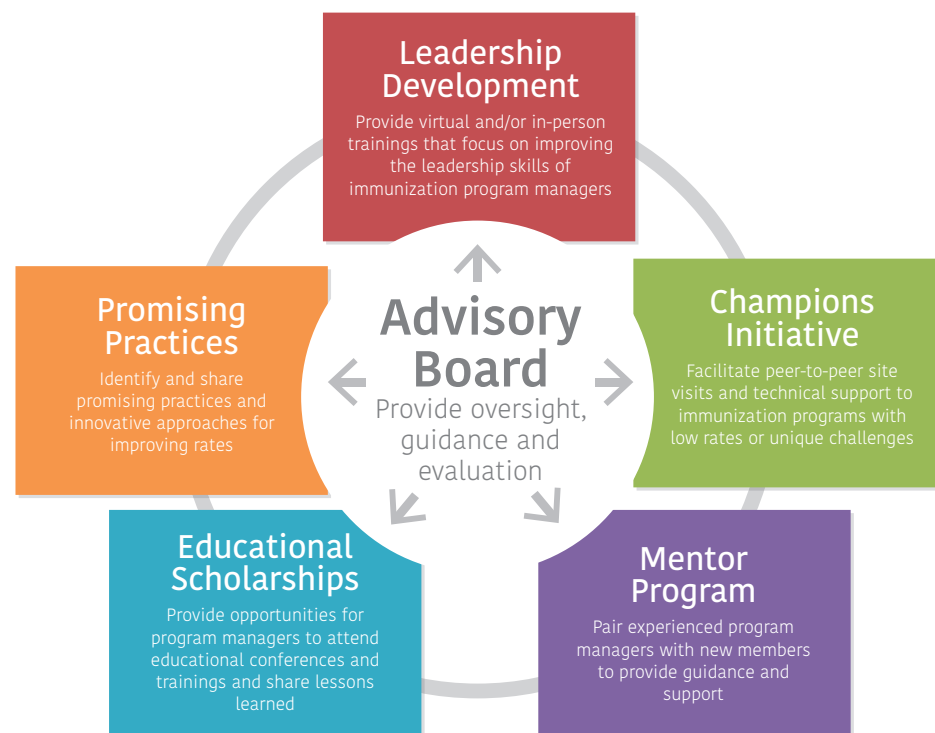 Leadership
Development
Provide virtual and/or in-person
trainings that focus on improving
the leadership skills of
immunization program managers
Promising
Practices
Identify and share
promising practices and
innovative approaches for
improving rates
Advisory
Board
Provide oversight,
guidance and
evaluation
Champions
Initiative
Facilitate peer-to-peer site
visits and technical support to
immunization programs with
low rates or unique challenges
Educational
Scholarships
Provide opportunities for
program managers to attend
educational conferences and
trainings and share lessons
learned
Mentor
Program
Pair experienced program
managers with new members
to provide guidance and
support